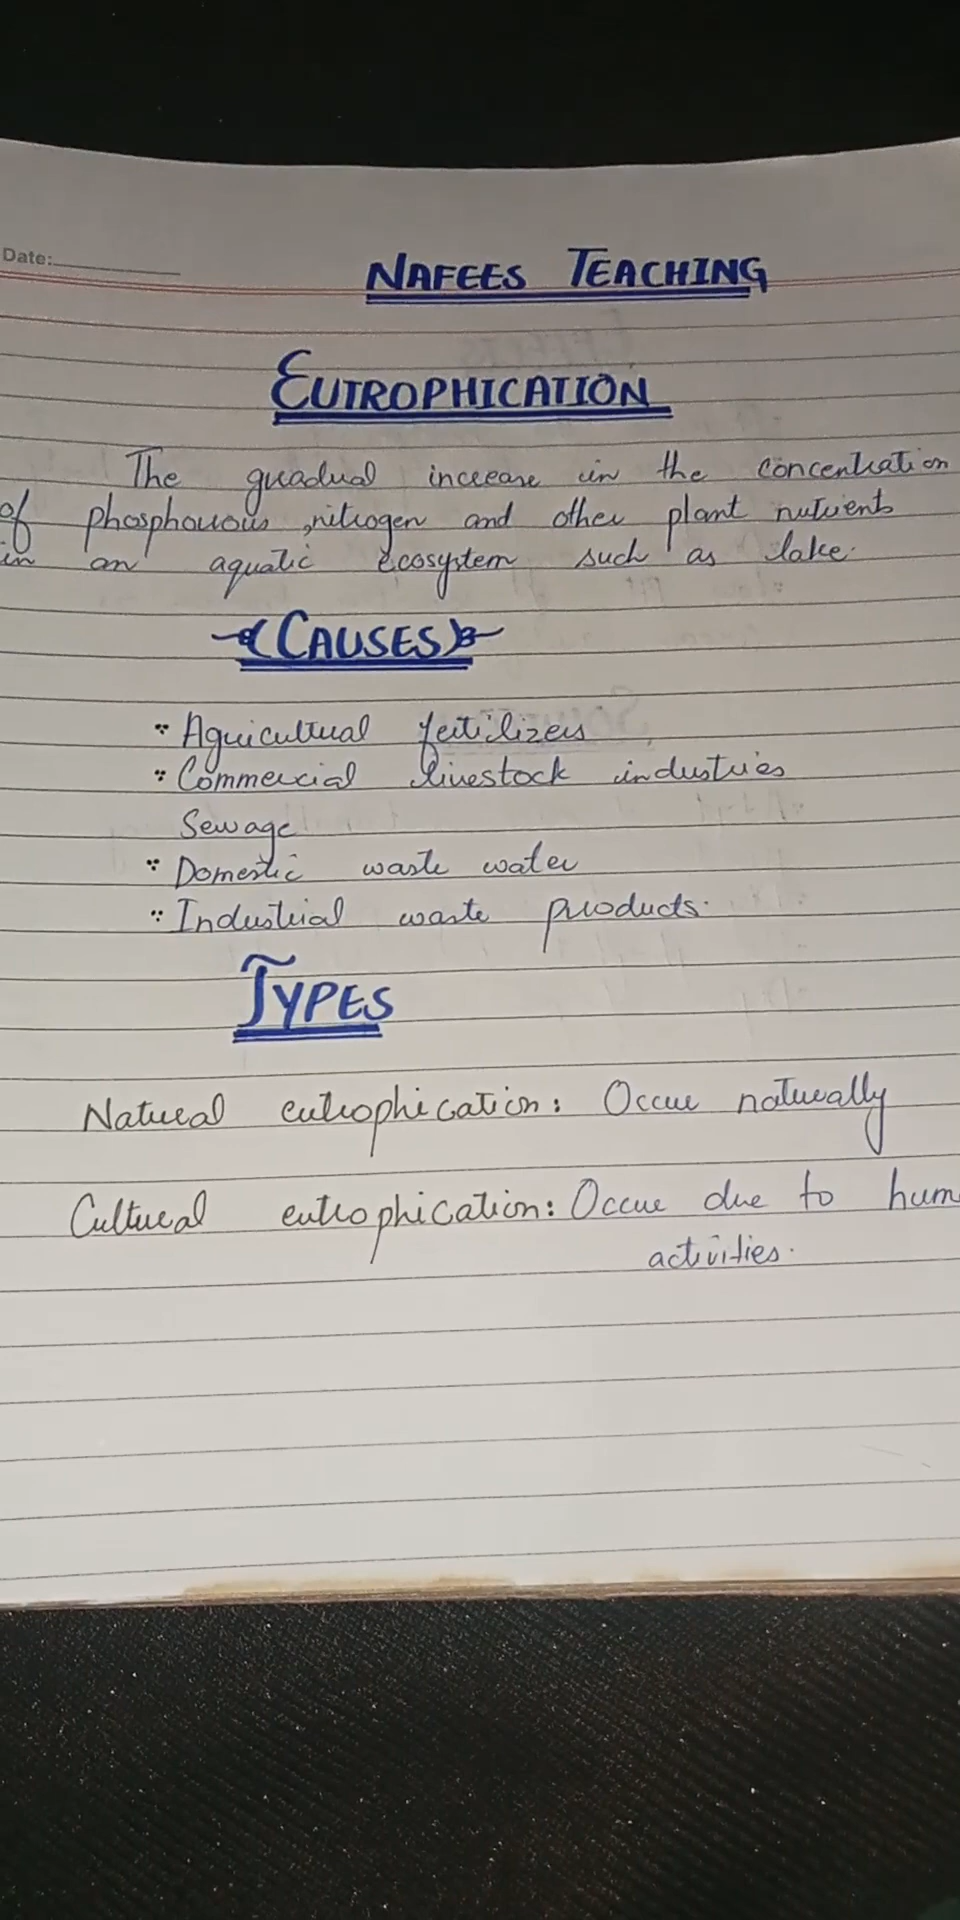 Date:
NAFEES TEACHING
EUTROPHICATION
The gradual increase in the concentration
of phosphorous, nitrogen and other plant nutrients
in an aquatic ecosystem such as lake.
CAUSES
Agricultural fertilizers
Commercial livestock industries
Sewage
Domestic waste water
Industrial waste products.
TYPES
Natural eutrophication: Occur naturally
Cultural eutrophication: Occur due to hum
activities.